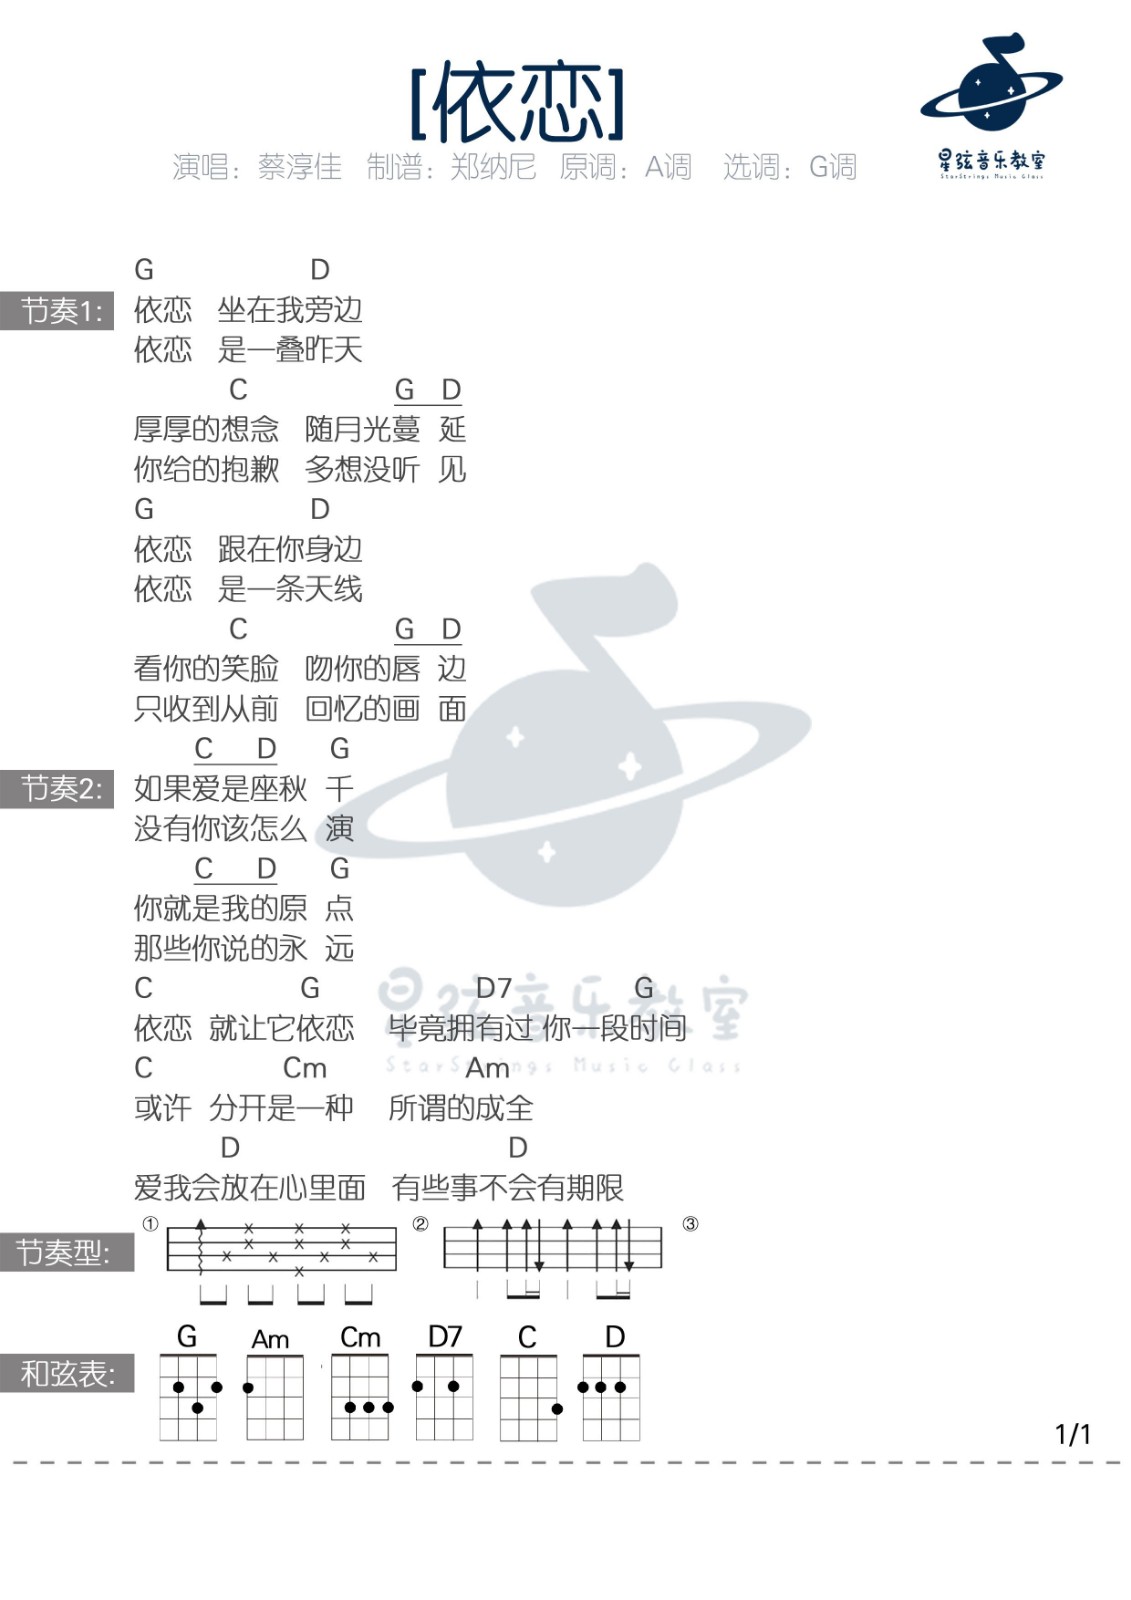 [依恋]
演唱：蔡淳佳 制谱：郑纳尼 原调：A调 选调：G调
星弦音乐教室
StarStrings Music Class
G D
节奏1: 依恋 坐在我旁边
依恋 是一叠昨天
C G D
厚厚的想念 随月光蔓 延
你给的抱歉 多想没听 见
G D
依恋 跟在你身边
依恋 是一条天线
C G D
看你的笑脸 吻你的唇 边
只收到从前 回忆的画 面
C D G
节奏2: 如果爱是座秋 千
没有你该怎么 演
C D G
你就是我的原 点
那些你说的永 远
C G D7 G
依恋 就让它依恋 毕竟拥有过 你一段时间
C Cm Am
或许 分开是一种 所谓的成全
D D
爱我会放在心里面 有些事不会有期限
星弦音乐教室
StarStrings Music Class
① ② ③
节奏型:
G Am Cm D7 C D
和弦表:
1/1